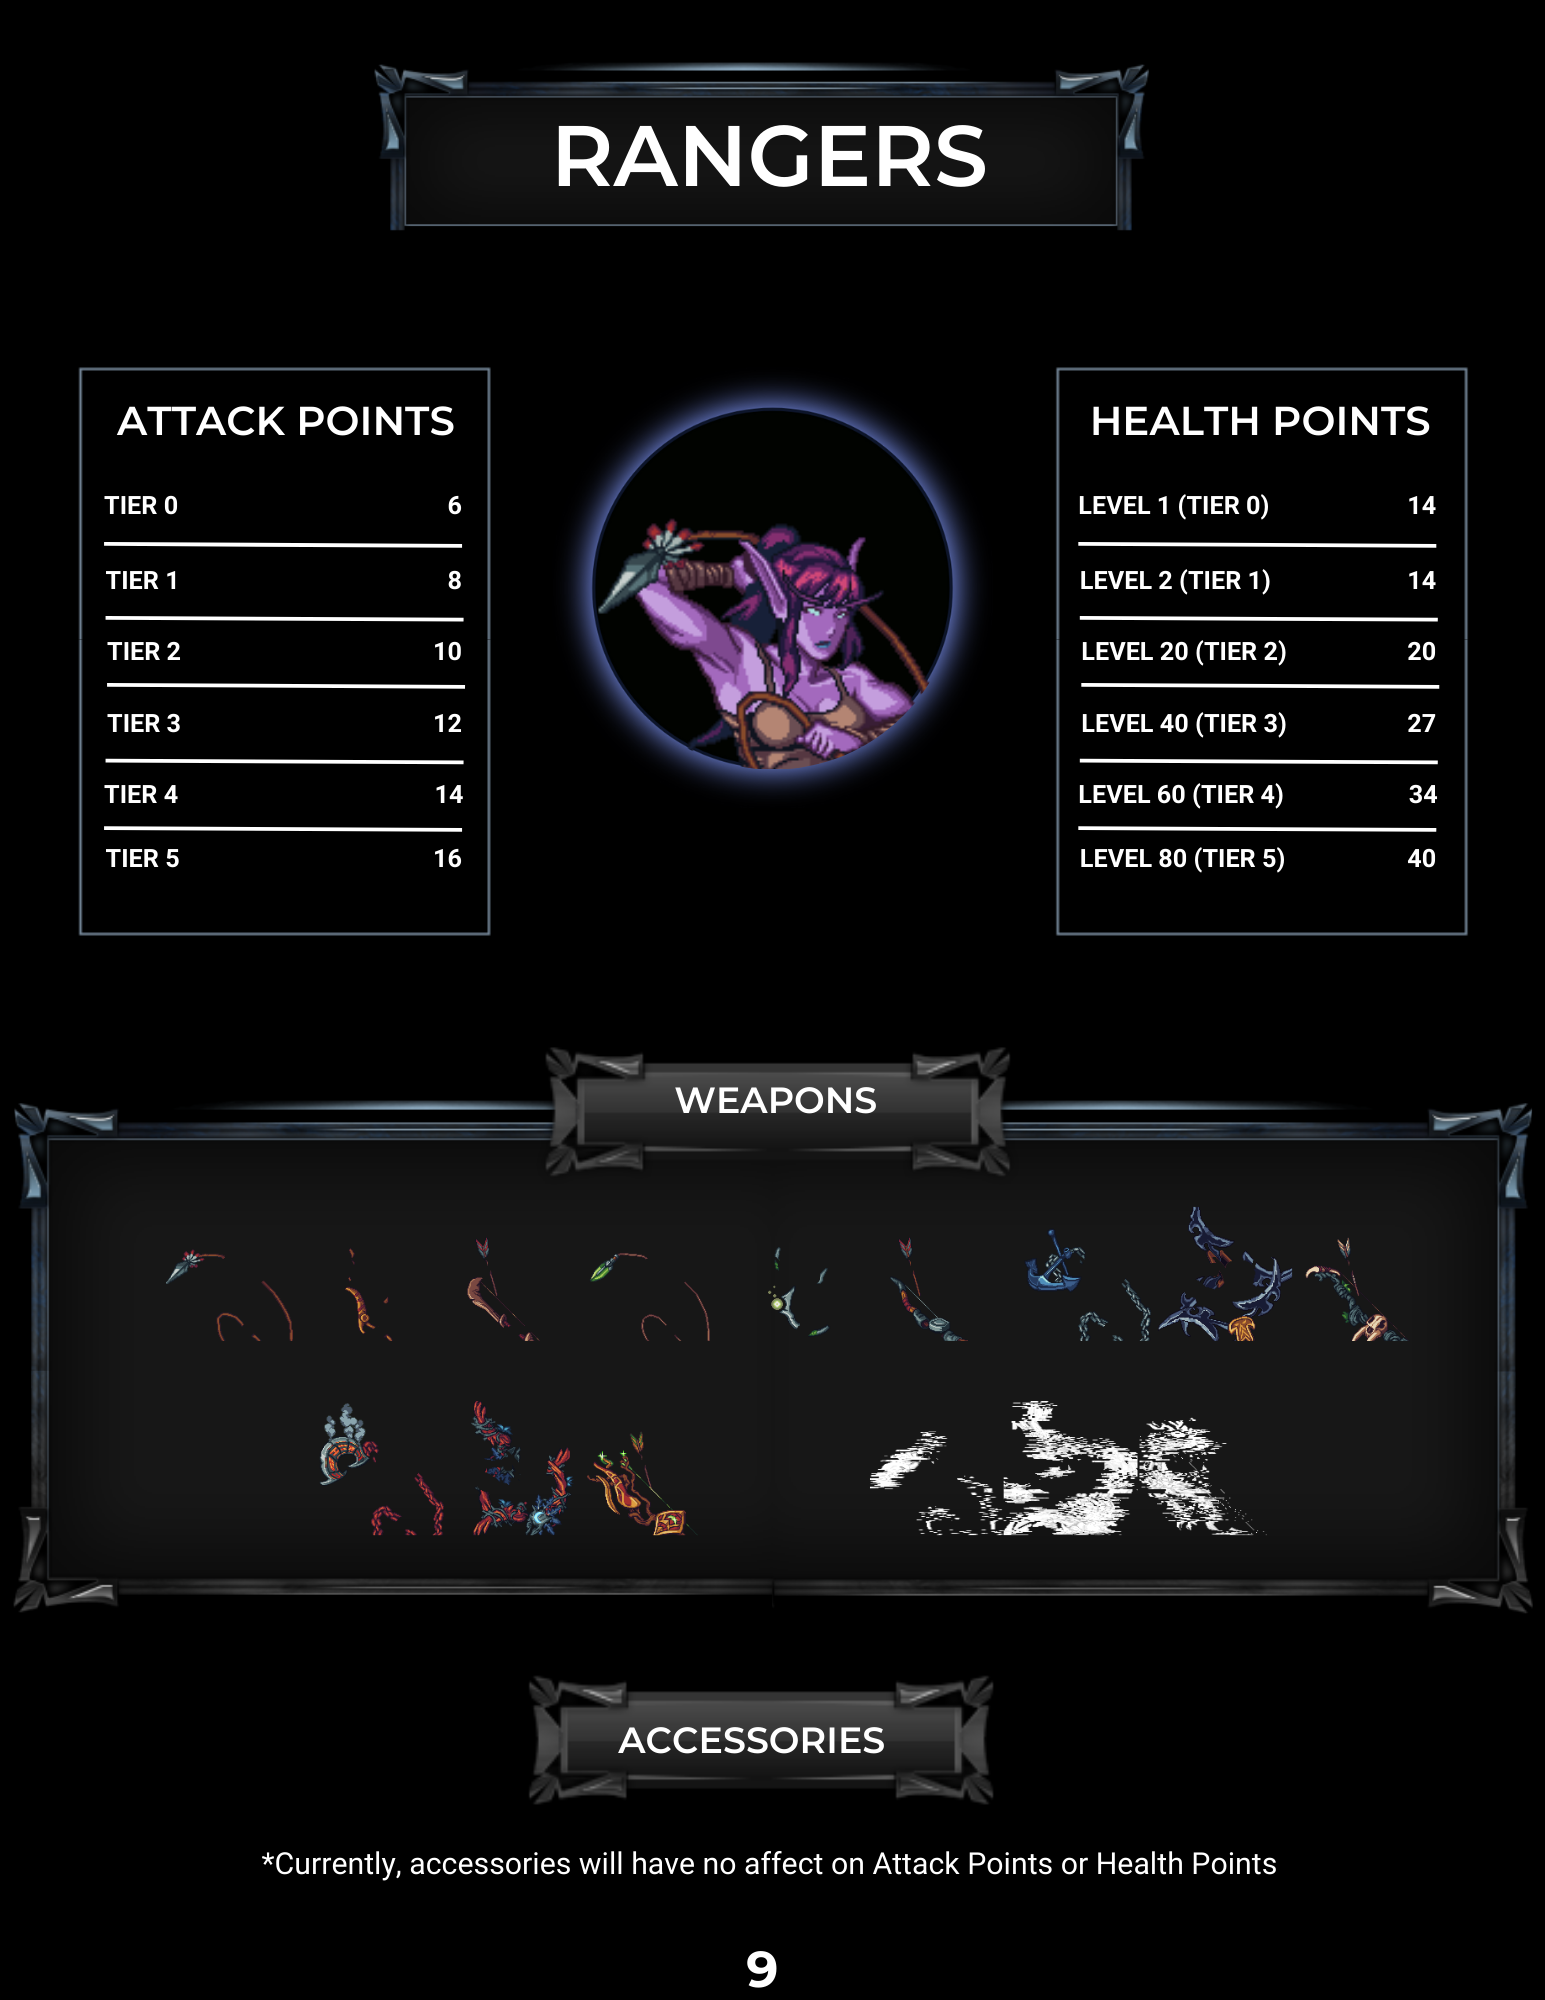 RANGERS
ATTACK POINTS
TIER 0 6
TIER 1 8
TIER 2 10
TIER 3 12
TIER 4 14
TIER 5 16
HEALTH POINTS
LEVEL 1 (TIER 0) 14
LEVEL 2 (TIER 1) 14
LEVEL 20 (TIER 2) 20
LEVEL 40 (TIER 3) 27
LEVEL 60 (TIER 4) 34
LEVEL 80 (TIER 5) 40
WEAPONS
ACCESSORIES
*Currently, accessories will have no affect on Attack Points or Health Points
9